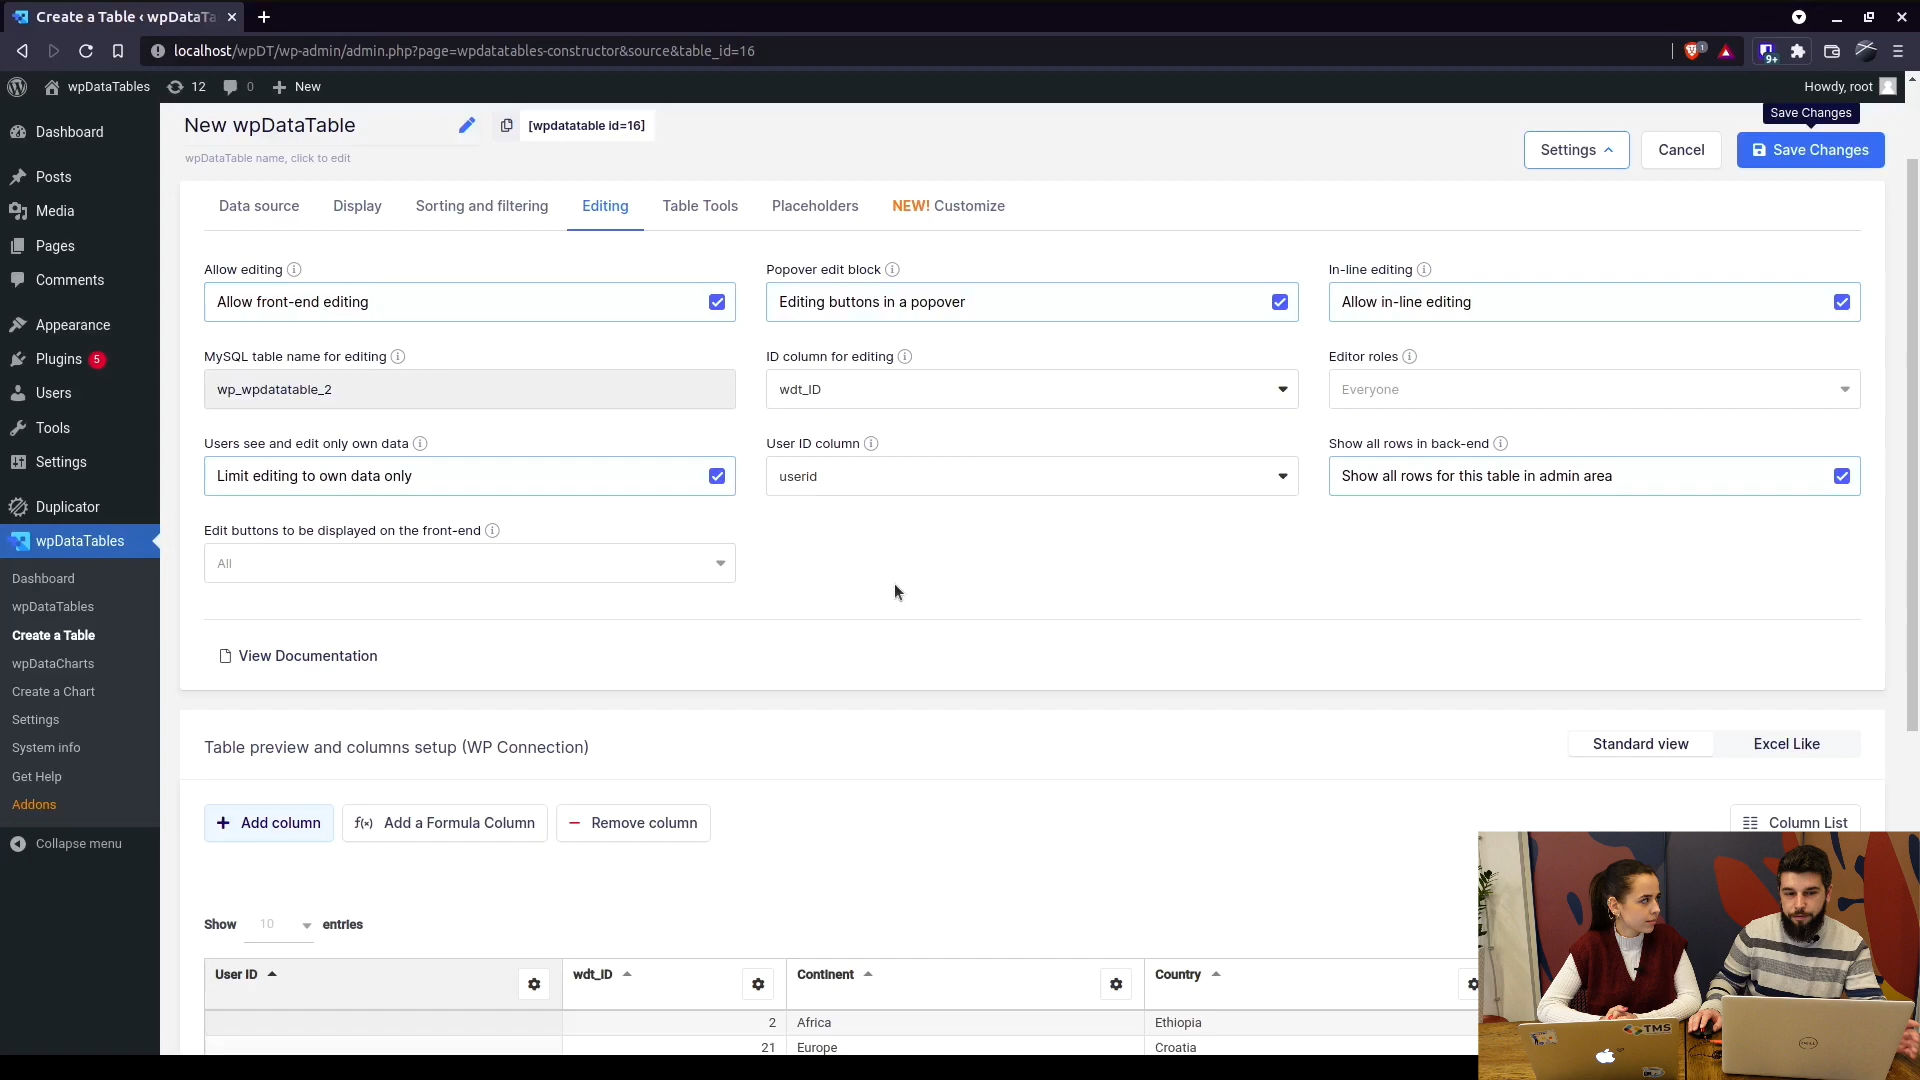 Create a Table ‹ wpDataTa
localhost/wpDT/wp-admin/admin.php?page=wpdatatables-constructor&source&table_id=16
1
9+
wpDataTables
12
0
New
Howdy, root
Dashboard
Posts
Media
Pages
Comments
Appearance
Plugins 5
Users
Tools
Settings
Duplicator
wpDataTables
Dashboard
wpDataTables
Create a Table
wpDataCharts
Create a Chart
Settings
System info
Get Help
Addons
Collapse menu
New wpDataTable
[wpdatatable id=16]
wpDataTable name, click to edit
Save Changes
Settings
Cancel
Save Changes
Data source
Display
Sorting and filtering
Editing
Table Tools
Placeholders
NEW! Customize
Allow editing
Popover edit block
In-line editing
Allow front-end editing
Editing buttons in a popover
Allow in-line editing
MySQL table name for editing
ID column for editing
Editor roles
wp_wpdatatable_2
wdt_ID
Everyone
Users see and edit only own data
User ID column
Show all rows in back-end
Limit editing to own data only
userid
Show all rows for this table in admin area
Edit buttons to be displayed on the front-end
All
View Documentation
Table preview and columns setup (WP Connection)
Standard view
Excel Like
Add column
f(x) Add a Formula Column
Remove column
Column List
Show 10 entries
User ID
wdt_ID
Continent
Country
2
Africa
Ethiopia
21
Europe
Croatia
TMS
DELL